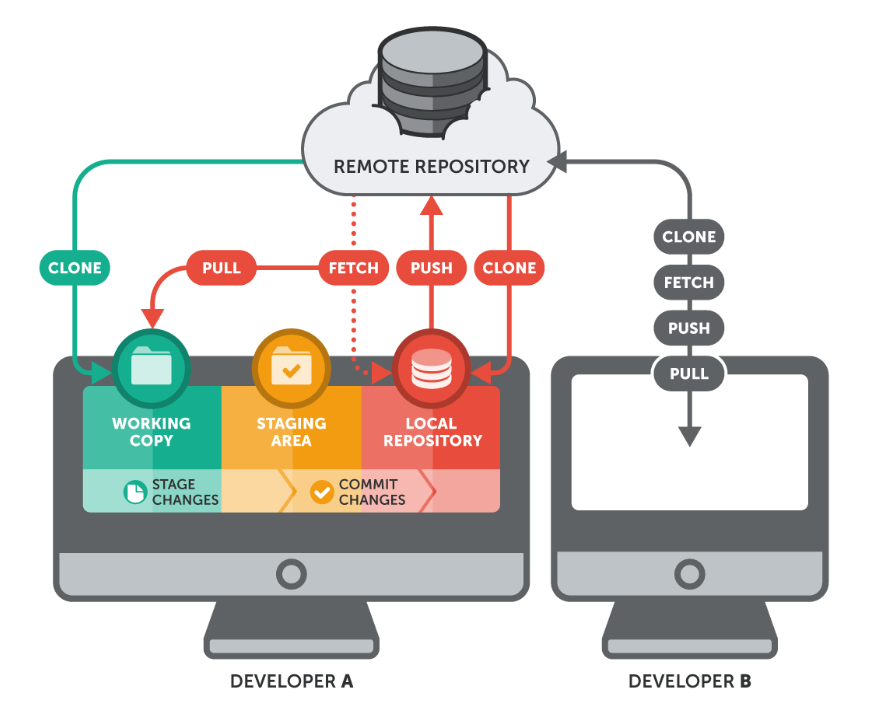 REMOTE REPOSITORY
CLONE
PULL
FETCH
PUSH
CLONE
CLONE
FETCH
PUSH
PULL
WORKING
COPY
STAGING
AREA
LOCAL
REPOSITORY
STAGE
CHANGES
COMMIT
CHANGES
DEVELOPER A
DEVELOPER B